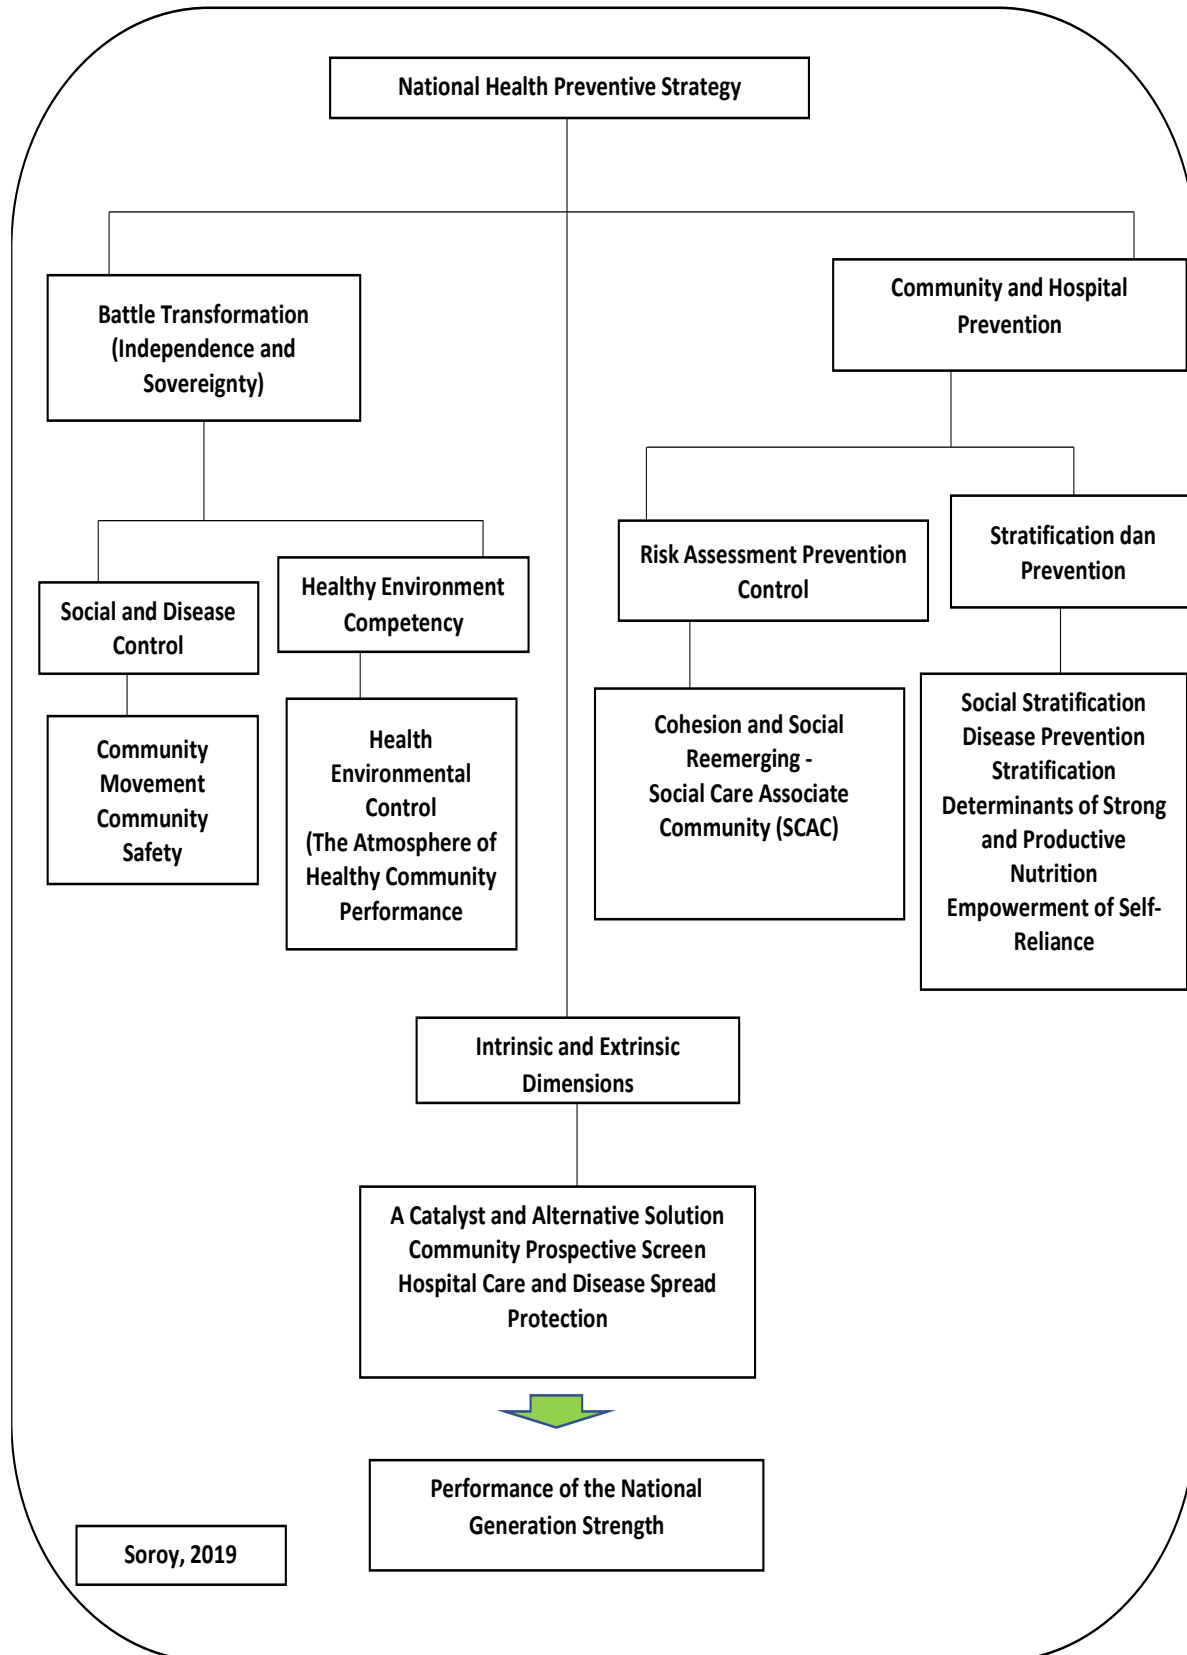 National Health Preventive Strategy
Battle Transformation
(Independence and
Sovereignty)
Community and Hospital
Prevention
Social and Disease
Control
Healthy Environment
Competency
Risk Assessment Prevention
Control
Stratification dan
Prevention
Community
Movement
Community
Safety
Health
Environmental
Control
(The Atmosphere of
Healthy Community
Performance
Cohesion and Social
Reemerging -
Social Care Associate
Community (SCAC)
Social Stratification
Disease Prevention
Stratification
Determinants of Strong
and Productive
Nutrition
Empowerment of Self-
Reliance
Intrinsic and Extrinsic
Dimensions
A Catalyst and Alternative Solution
Community Prospective Screen
Hospital Care and Disease Spread
Protection
Performance of the National
Generation Strength
Soroy, 2019